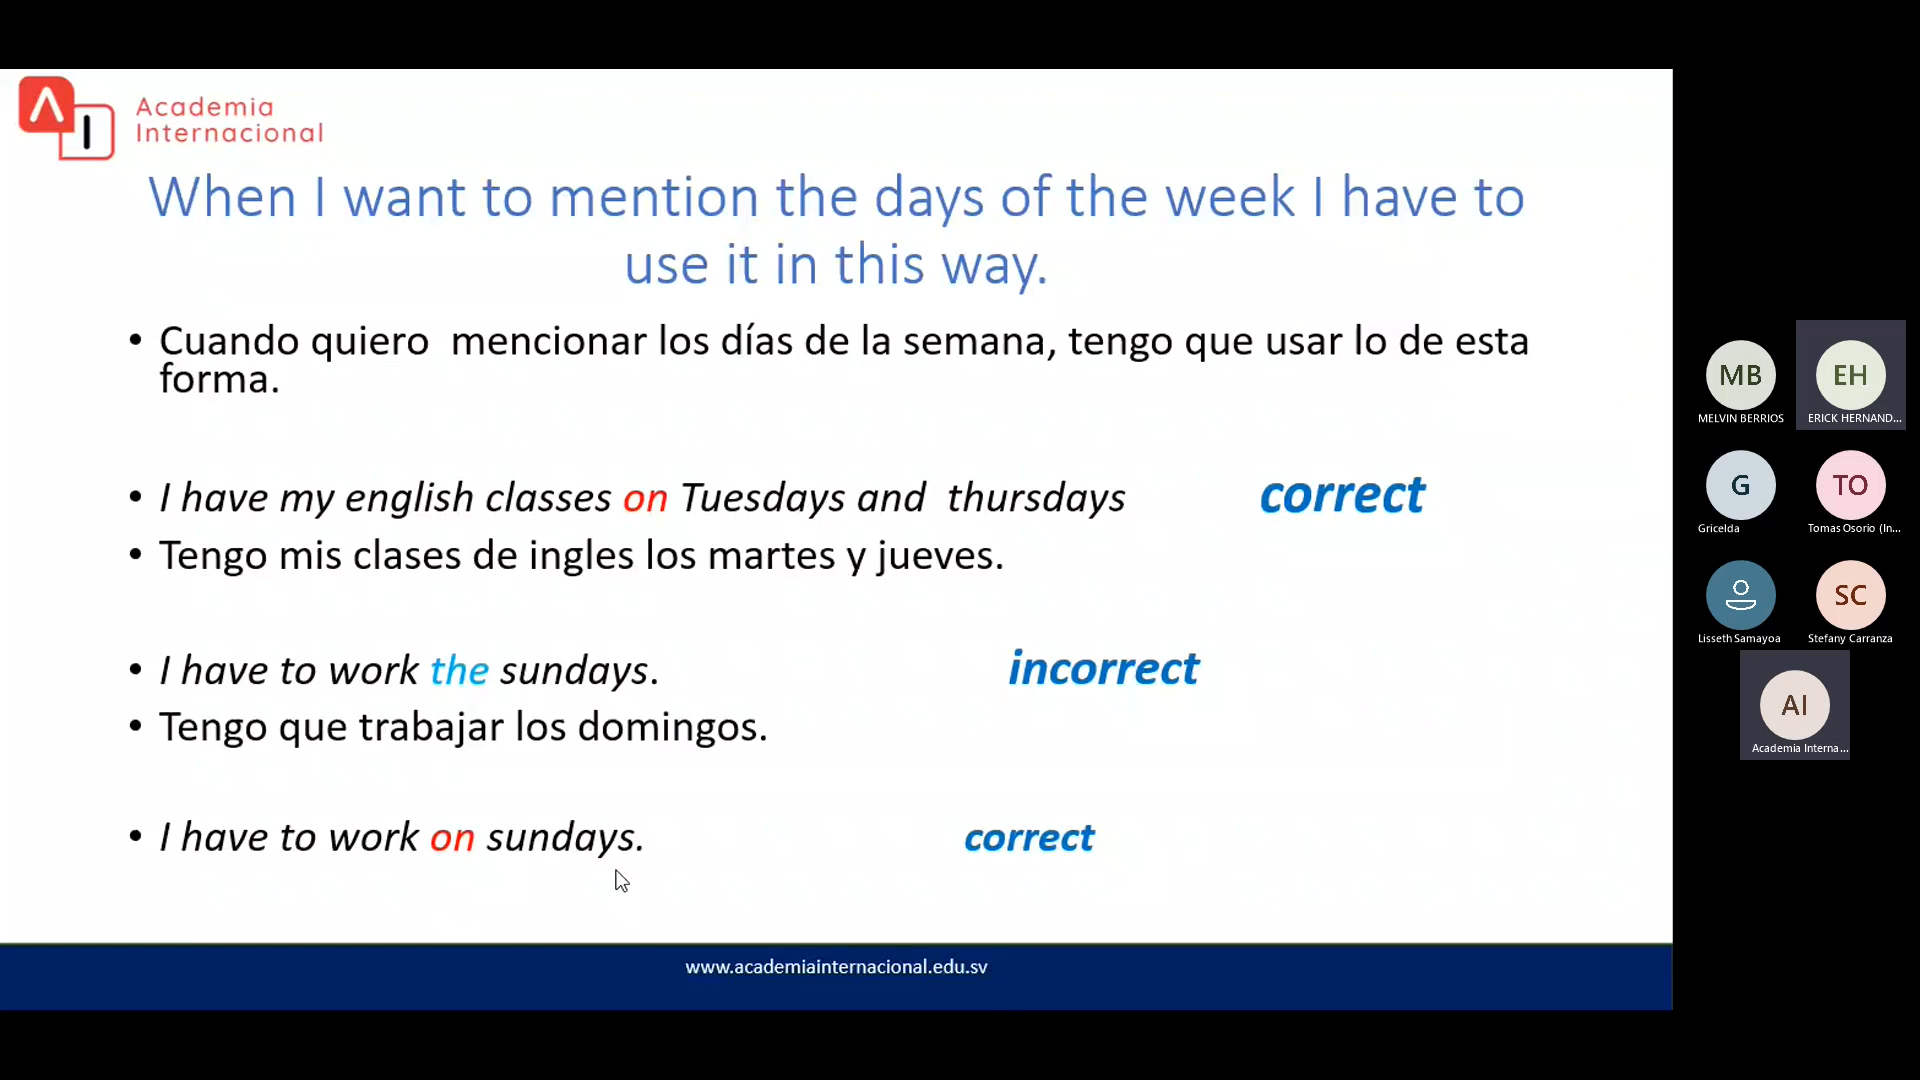 Academia
Internacional
When I want to mention the days of the week I have to
use it in this way.
• Cuando quiero  mencionar los días de la semana, tengo que usar lo de esta
forma.
• I have my english classes on Tuesdays and  thursdays correct
• Tengo mis clases de ingles los martes y jueves.
• I have to work the sundays. incorrect
• Tengo que trabajar los domingos.
• I have to work on sundays. correct
www.academiainternacional.edu.sv
MB EH
MELVIN BERRIOS ERICK HERNAND...
G TO
Gricelda Tomas Osorio (In...
SC
Lisseth Samayoa Stefany Carranza
AI
Academia Interna...